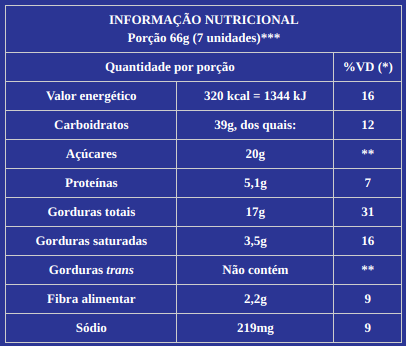 INFORMAÇÃO NUTRICIONAL
Porção 66g (7 unidades)***
Quantidade por porção %VD (*)
Valor energético 320 kcal = 1344 kJ 16
Carboidratos 39g, dos quais: 12
Açúcares 20g **
Proteínas 5,1g 7
Gorduras totais 17g 31
Gorduras saturadas 3,5g 16
Gorduras trans Não contém **
Fibra alimentar 2,2g 9
Sódio 219mg 9